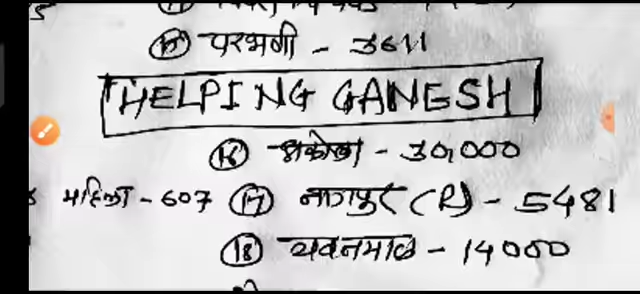 (15) परभणी - 3611
HELPING GANESH
(16) अकोला - 30,000
महिला - 607 (17) नागपुर (R) - 5481
(18) यवतमाळ - 14000